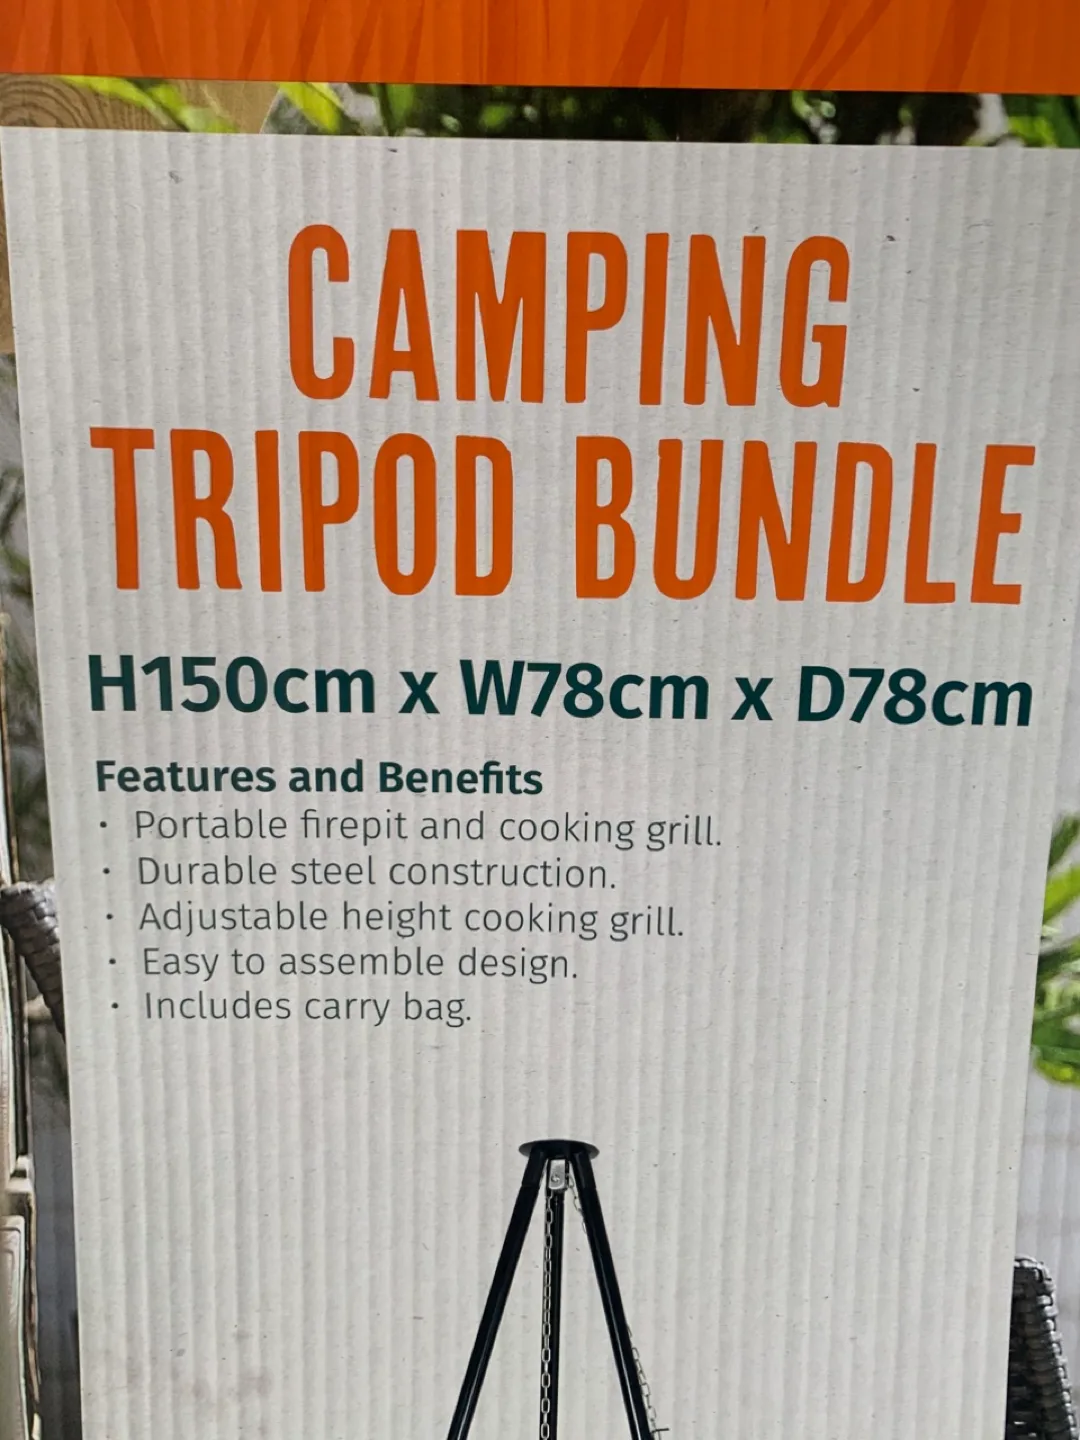 CAMPING
TRIPOD BUNDLE
H150cm x W78cm x D78cm
Features and Benefits
• Portable firepit and cooking grill.
• Durable steel construction.
• Adjustable height cooking grill.
• Easy to assemble design.
• Includes carry bag.